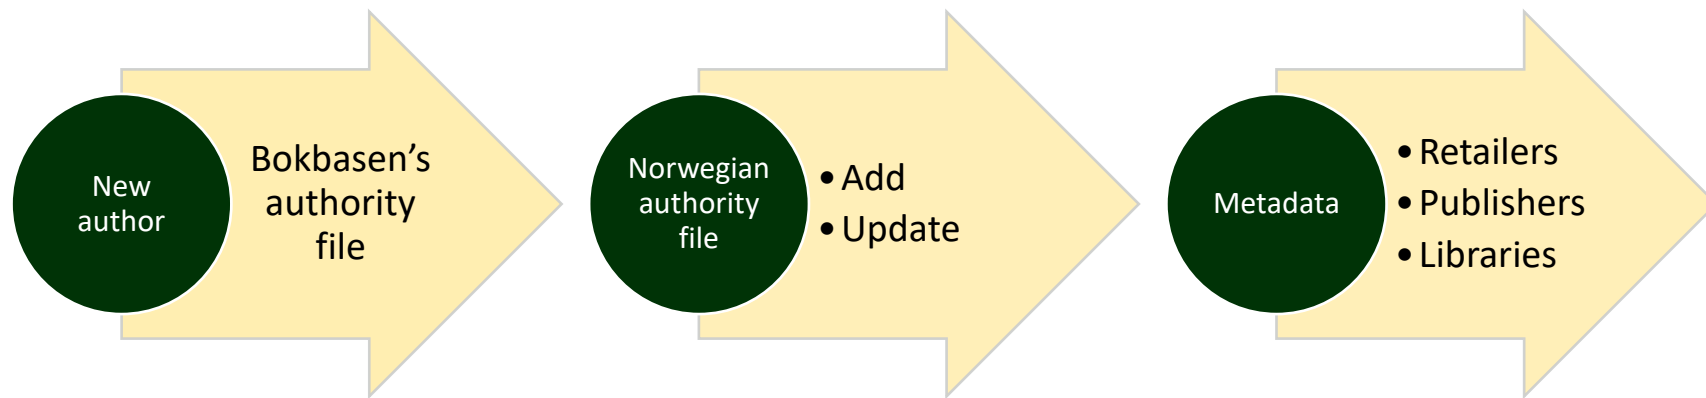 New
author
Bokbasen’s
authority
file
Norwegian
authority
file
• Add
• Update
Metadata
• Retailers
• Publishers
• Libraries